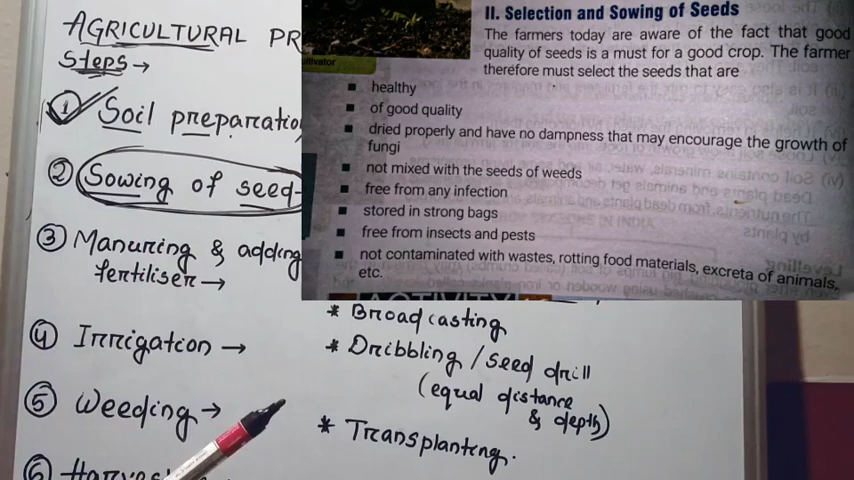 AGRICULTURAL PR
Steps →
① Soil preparation
② Sowing of seed-
③ Manuring & adding
fertiliser →
④ Irrigation →
⑤ Weeding →
⑥ Harves
II. Selection and Sowing of Seeds
The farmers today are aware of the fact that good
quality of seeds is a must for a good crop. The farmer
therefore must select the seeds that are
ltivator
■ healthy
■ of good quality
■ dried properly and have no dampness that may encourage the growth of
fungi
■ not mixed with the seeds of weeds
■ free from any infection
■ stored in strong bags
■ free from insects and pests
■ not contaminated with wastes, rotting food materials, excreta of animals,
etc.
ACTIVITY
* Broadcasting
* Dribbling / seed drill
(equal distance
& depth)
* Transplanting.